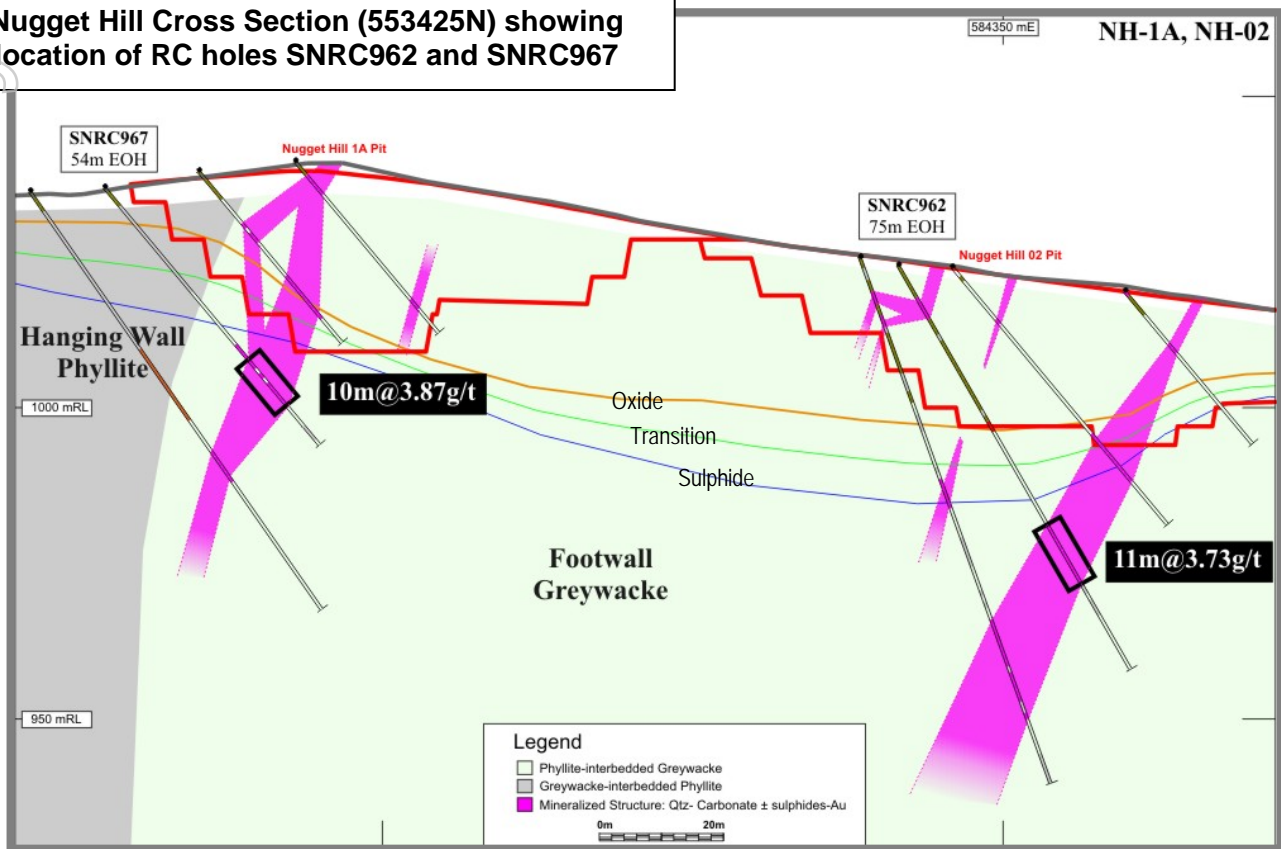 Nugget Hill Cross Section (553425N) showing
location of RC holes SNRC962 and SNRC967
584350 mE
NH-1A, NH-02
SNRC967
54m EOH
Nugget Hill 1A Pit
SNRC962
75m EOH
Nugget Hill 02 Pit
Hanging Wall
Phyllite
10m@3.87g/t
1000 mRL
Oxide
Transition
Sulphide
Footwall
Greywacke
11m@3.73g/t
950 mRL
Legend
Phyllite-interbedded Greywacke
Greywacke-interbedded Phyllite
Mineralized Structure: Qtz- Carbonate ± sulphides-Au
0m 20m